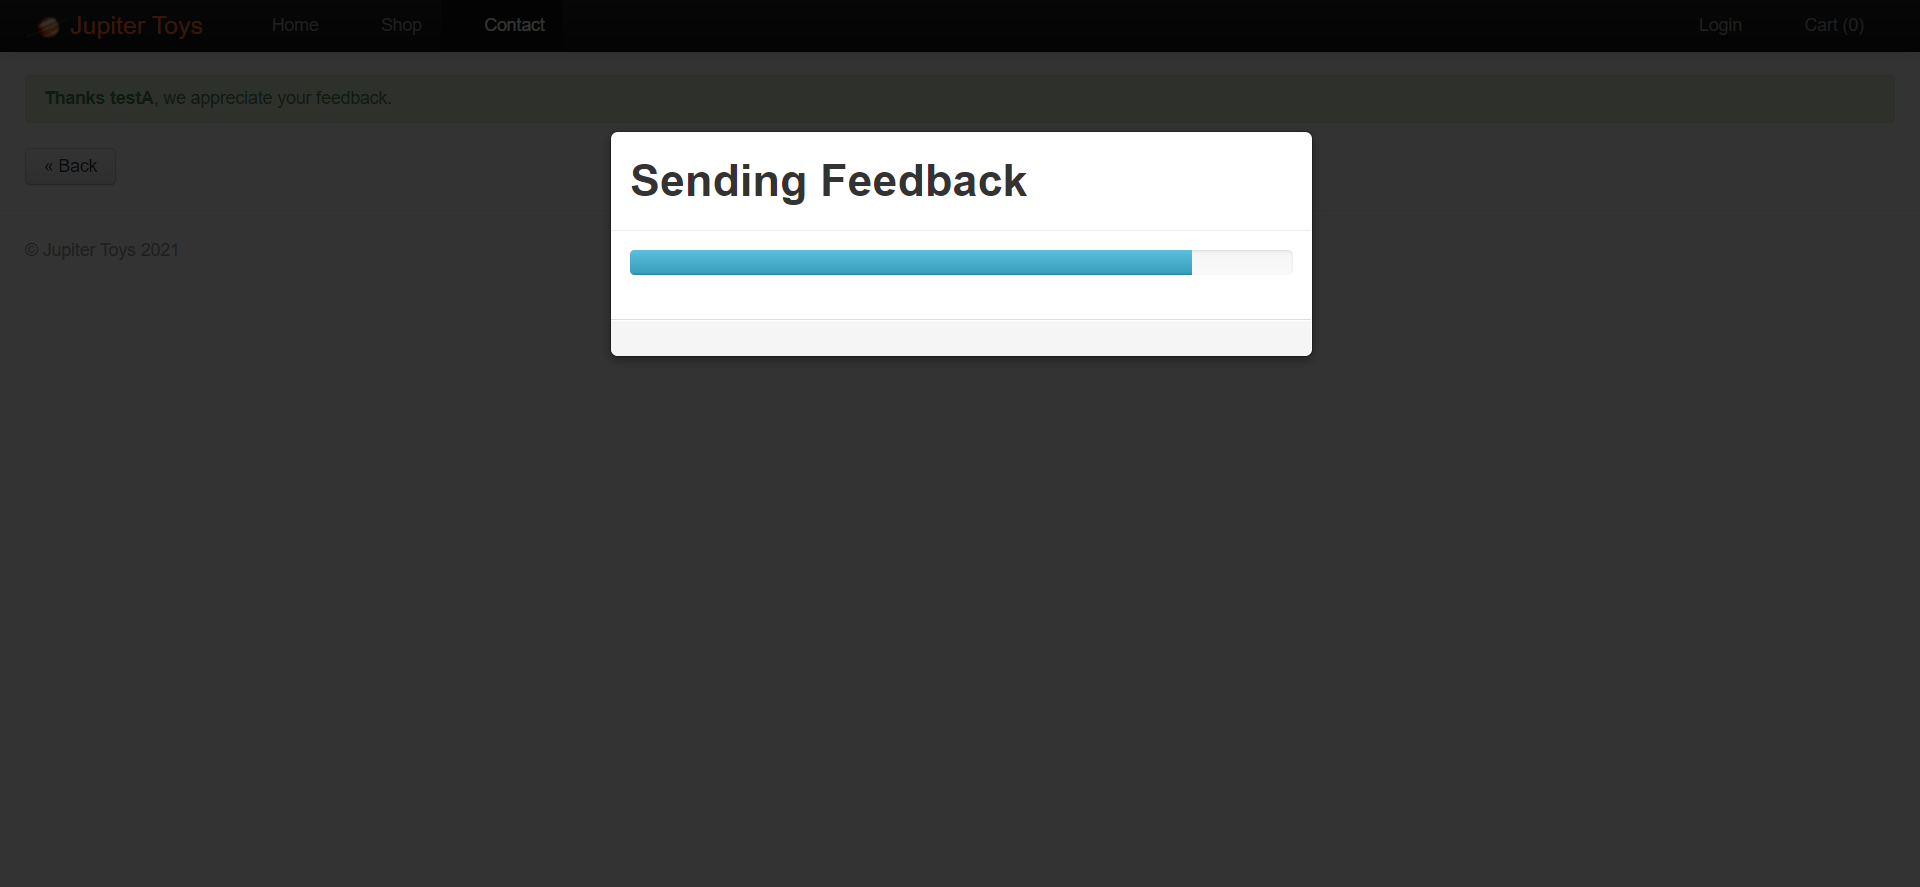 Jupiter Toys Home Shop Contact Login Cart (0)
Thanks testA, we appreciate your feedback.
« Back
Sending Feedback
© Jupiter Toys 2021